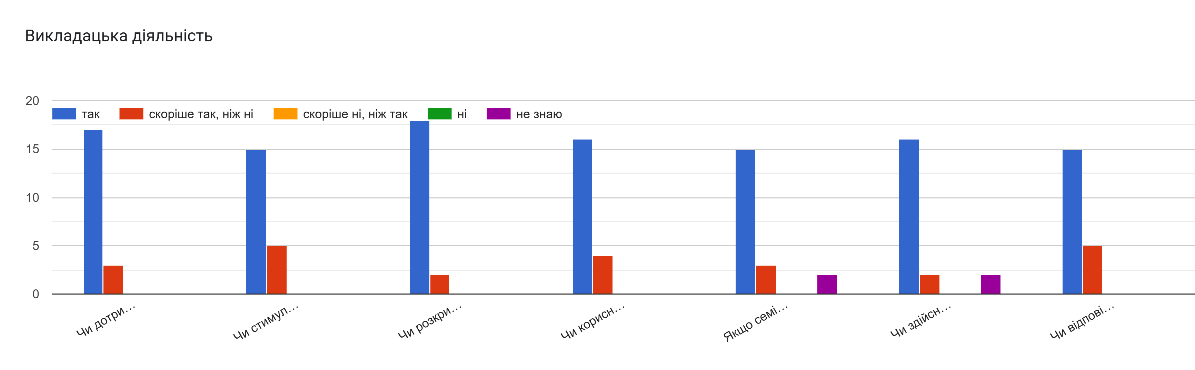 Викладацька діяльність
20
так
скоріше так, ніж ні
скоріше ні, ніж так
ні
не знаю
15
10
5
0
Чи дотри…
Чи стимул…
Чи розкри…
Чи корисн…
Якщо семі…
Чи здійсн…
Чи відпові…